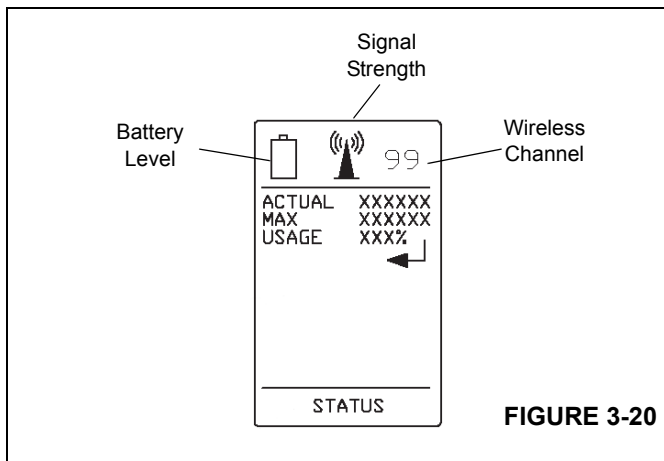 Signal
Strength
Battery
Level
Wireless
Channel
99
ACTUAL XXXXXX
MAX XXXXXX
USAGE XXX%
STATUS
FIGURE 3-20